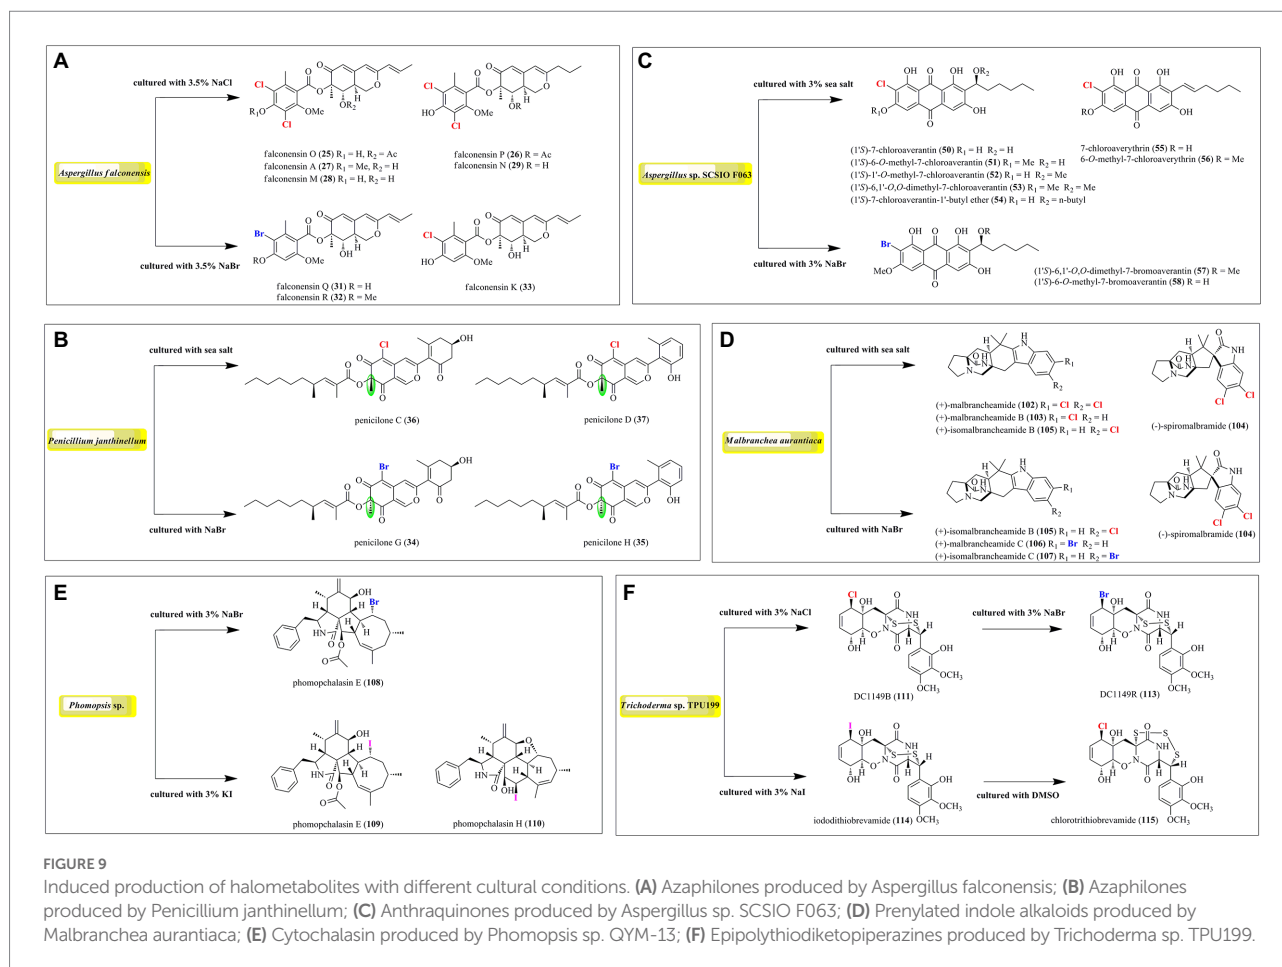 A
cultured with 3.5% NaCl
Aspergillus falconensis
cultured with 3.5% NaBr
falconensin O (25) R1 = H, R2 = Ac
falconensin A (27) R1 = Me, R2 = H
falconensin M (28) R1 = H, R2 = H
falconensin P (26) R = Ac
falconensin N (29) R = H
falconensin Q (31) R = H
falconensin R (32) R = Me
falconensin K (33)
C
cultured with 3% sea salt
Aspergillus sp. SCSIO F063
cultured with 3% NaBr
(1'S)-7-chloroaverantin (50) R1 = H R2 = H
(1'S)-6-O-methyl-7-chloroaverantin (51) R1 = Me R2 = H
(1'S)-1'-O-methyl-7-chloroaverantin (52) R1 = H R2 = Me
(1'S)-6,1'-O,O-dimethyl-7-chloroaverantin (53) R1 = Me R2 = Me
(1'S)-7-chloroaverantin-1'-butyl ether (54) R1 = H R2 = n-butyl
7-chloroaverythrin (55) R = H
6-O-methyl-7-chloroaverythrin (56) R = Me
(1'S)-6,1'-O,O-dimethyl-7-bromoaverantin (57) R = Me
(1'S)-6-O-methyl-7-bromoaverantin (58) R = H
B
cultured with sea salt
Penicillium janthinellum
cultured with NaBr
penicilone C (36)
penicilone D (37)
penicilone G (34)
penicilone H (35)
D
cultured with sea salt
Malbranchea aurantiaca
cultured with NaBr
(+)-malbrancheamide (102) R1 = Cl R2 = Cl
(+)-malbrancheamide B (103) R1 = Cl R2 = H
(+)-isomalbrancheamide B (105) R1 = H R2 = Cl
(-)-spiromalbramide (104)
(+)-isomalbrancheamide B (105) R1 = H R2 = Cl
(+)-malbrancheamide C (106) R1 = Br R2 = H
(+)-isomalbrancheamide C (107) R1 = H R2 = Br
(-)-spiromalbramide (104)
E
cultured with 3% NaBr
Phomopsis sp.
cultured with 3% KI
phomopchalasin E (108)
phomopchalasin E (109)
phomopchalasin H (110)
F
cultured with 3% NaCl
cultured with 3% NaBr
Trichoderma sp. TPU199
cultured with 3% NaI
cultured with DMSO
DC1149B (111)
DC1149R (113)
iododithiobrevamide (114)
chlorotrithiobrevamide (115)
FIGURE 9
Induced production of halometabolites with different cultural conditions. (A) Azaphilones produced by Aspergillus falconensis; (B) Azaphilones
produced by Penicillium janthinellum; (C) Anthraquinones produced by Aspergillus sp. SCSIO F063; (D) Prenylated indole alkaloids produced by
Malbranchea aurantiaca; (E) Cytochalasin produced by Phomopsis sp. QYM-13; (F) Epipolythiodiketopiperazines produced by Trichoderma sp. TPU199.